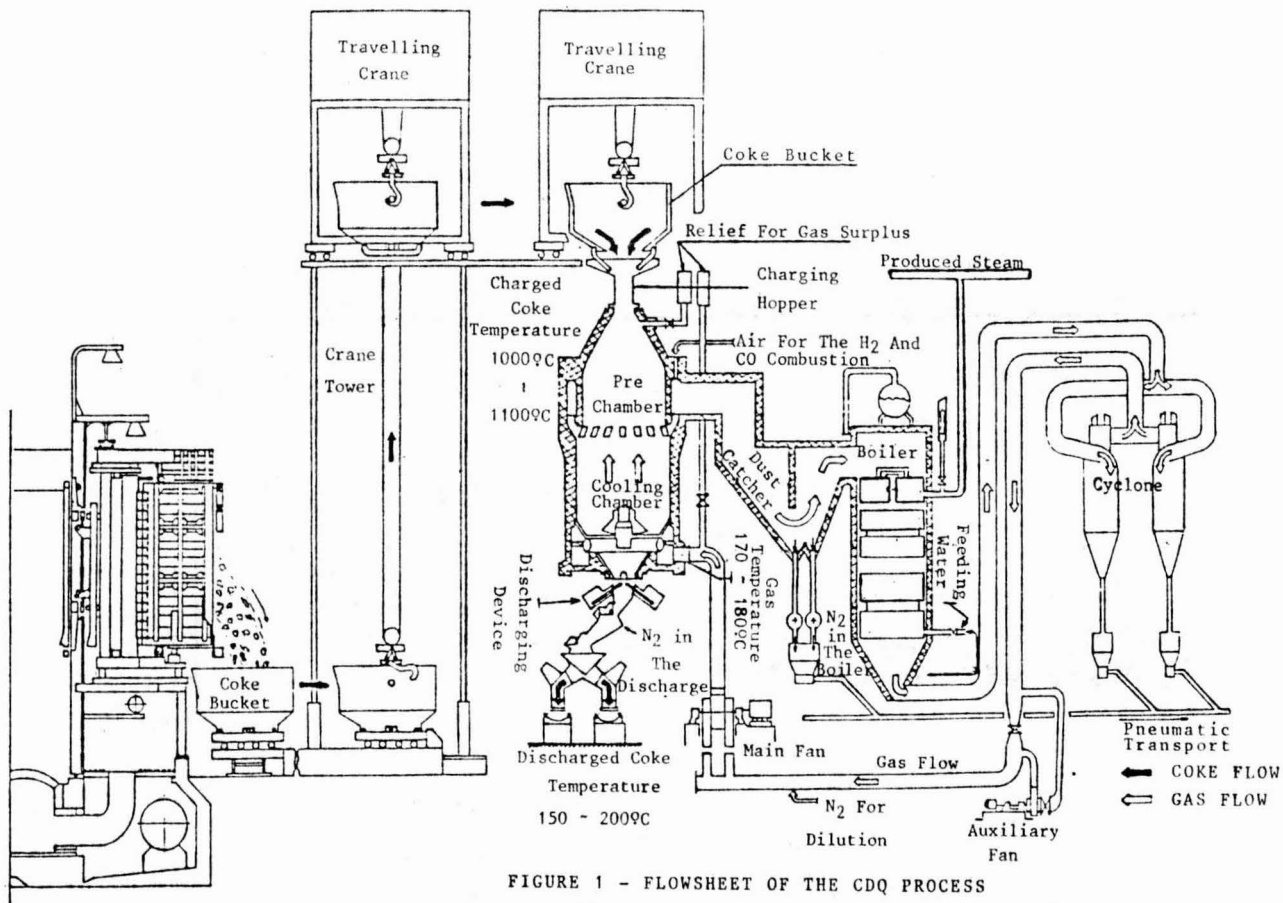 Travelling
Crane
Travelling
Crane
Coke Bucket
Relief For Gas Surplus
Produced Steam
Charging
Hopper
Charged
Coke
Temperature
1000ºC
1100ºC
Air For The H2 And
CO Combustion
Crane
Tower
Pre
Chamber
Boiler
Dust
Catcher
Cooling
Chamber
Cyclone
Feeding
Water
Gas
Temperature
170 - 180ºC
Discharging
Device
N2 in
The
Discharge
N2 in
The
Boiler
Coke
Bucket
Main Fan
Discharged Coke
Temperature
150 ~ 200ºC
Gas Flow
N2 For
Dilution
Auxiliary
Fan
Pneumatic
Transport
COKE FLOW
GAS FLOW
FIGURE 1 - FLOWSHEET OF THE CDQ PROCESS